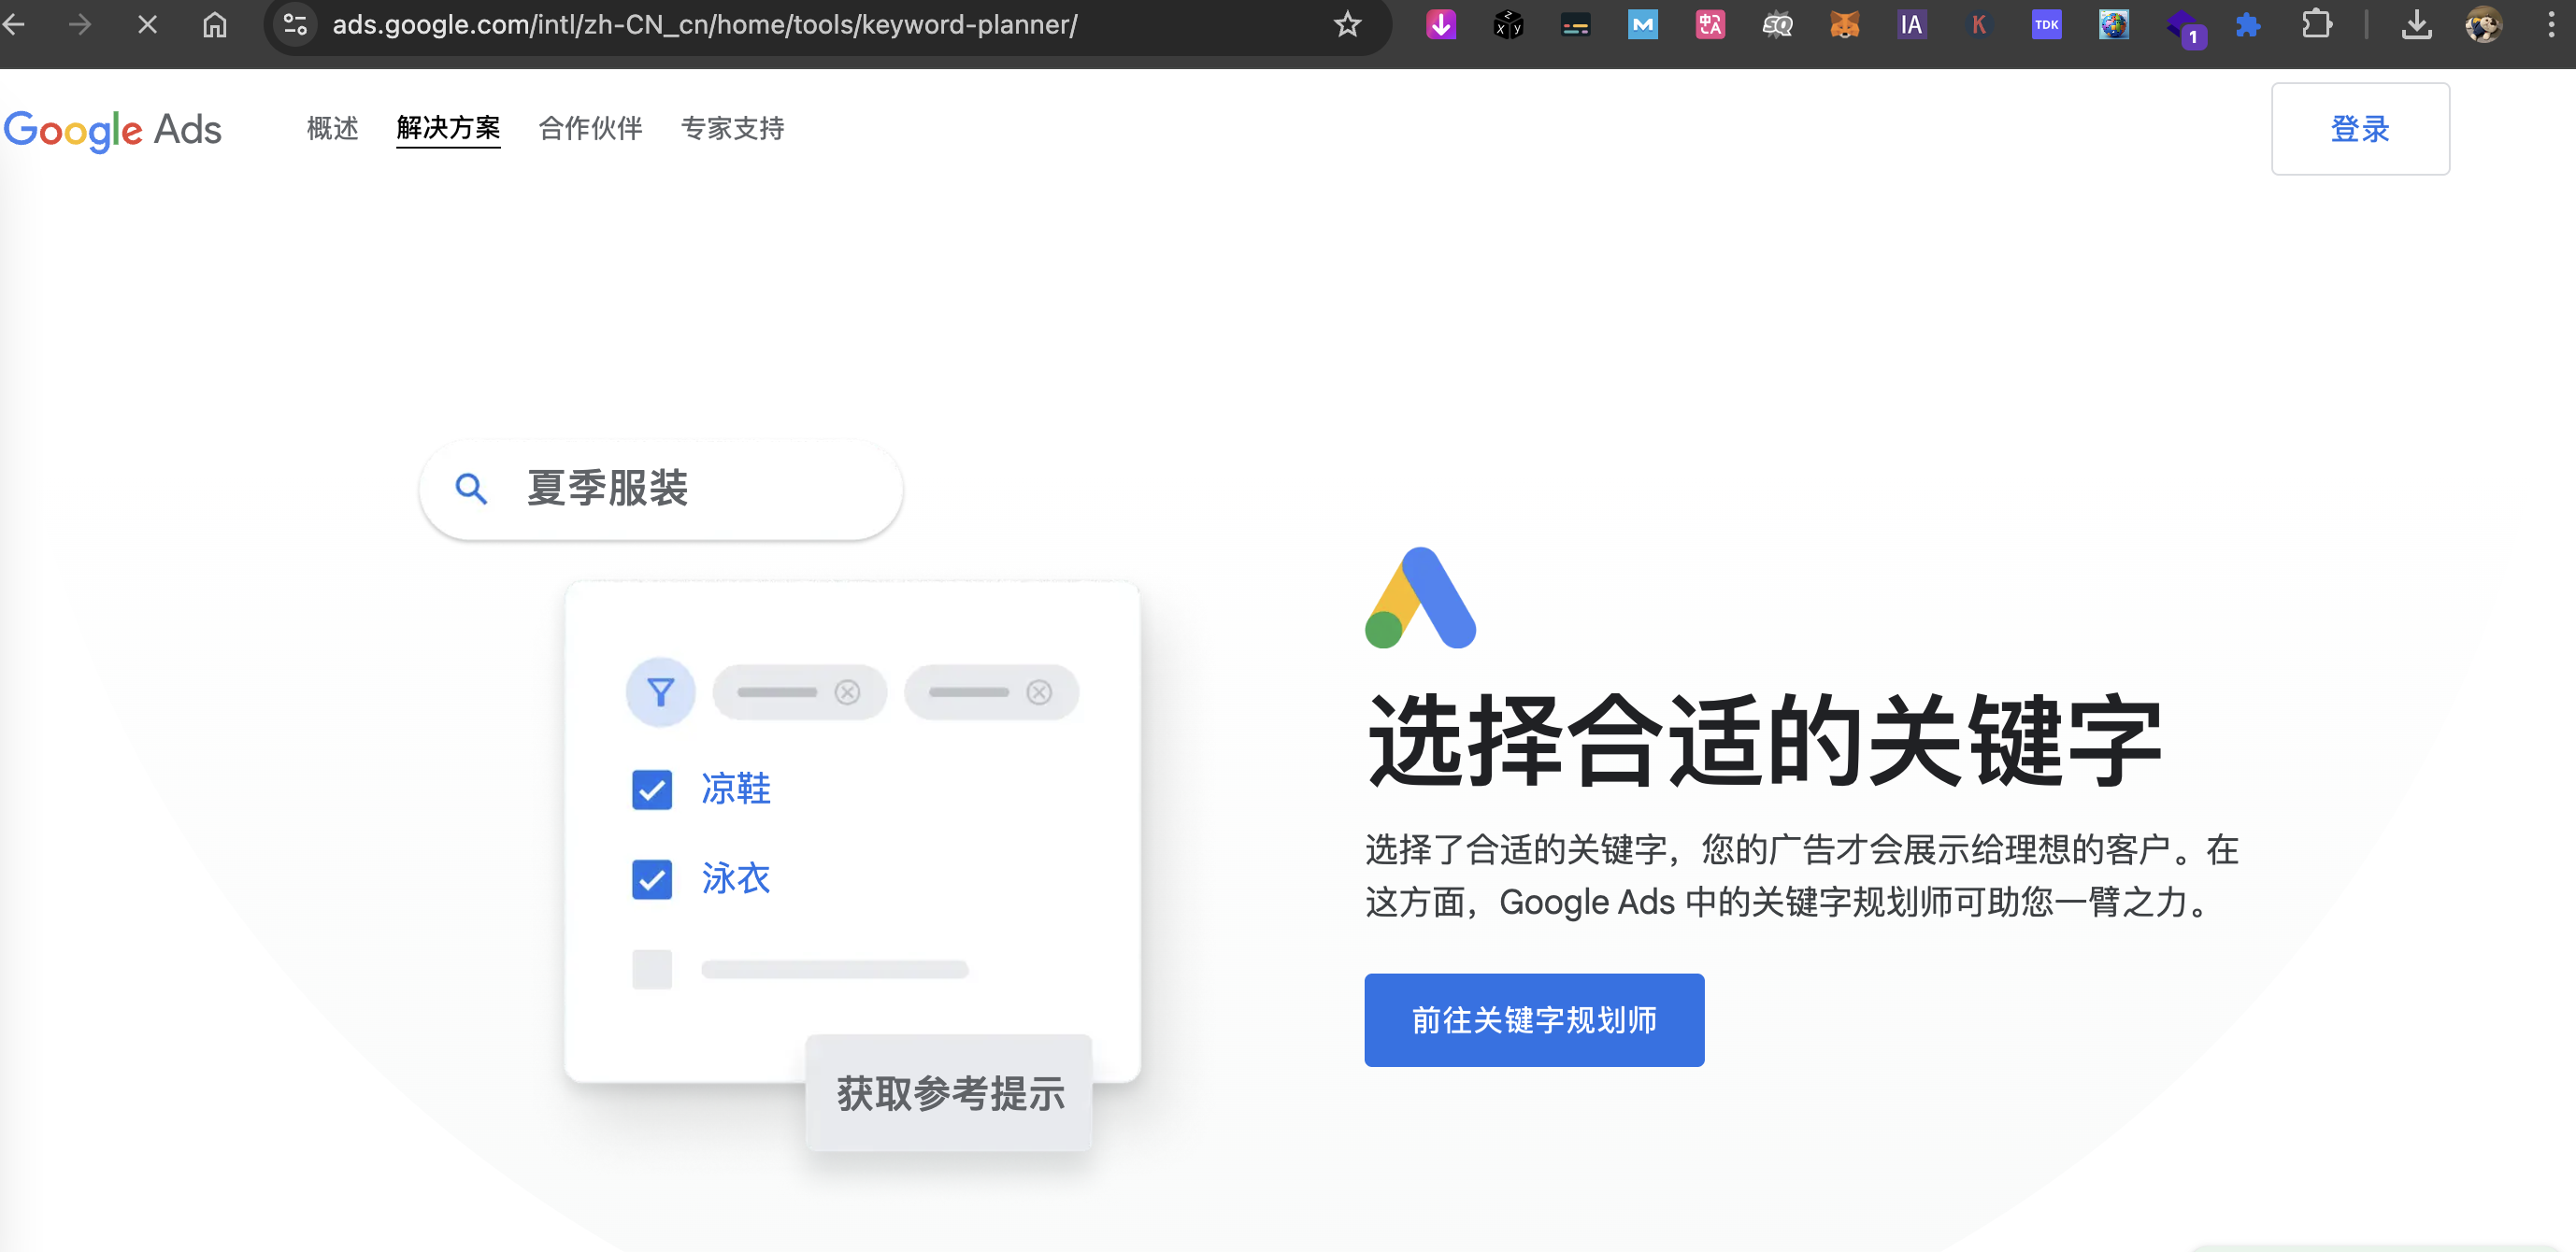 ads.google.com/intl/zh-CN_cn/home/tools/keyword-planner/
M
中A
SQ
IA
K
TDK
1
Google Ads
概述
解决方案
合作伙伴
专家支持
登录
夏季服装
凉鞋
泳衣
获取参考提示
选择合适的关键字
选择了合适的关键字，您的广告才会展示给理想的客户。在
这方面，Google Ads 中的关键字规划师可助您一臂之力。
前往关键字规划师